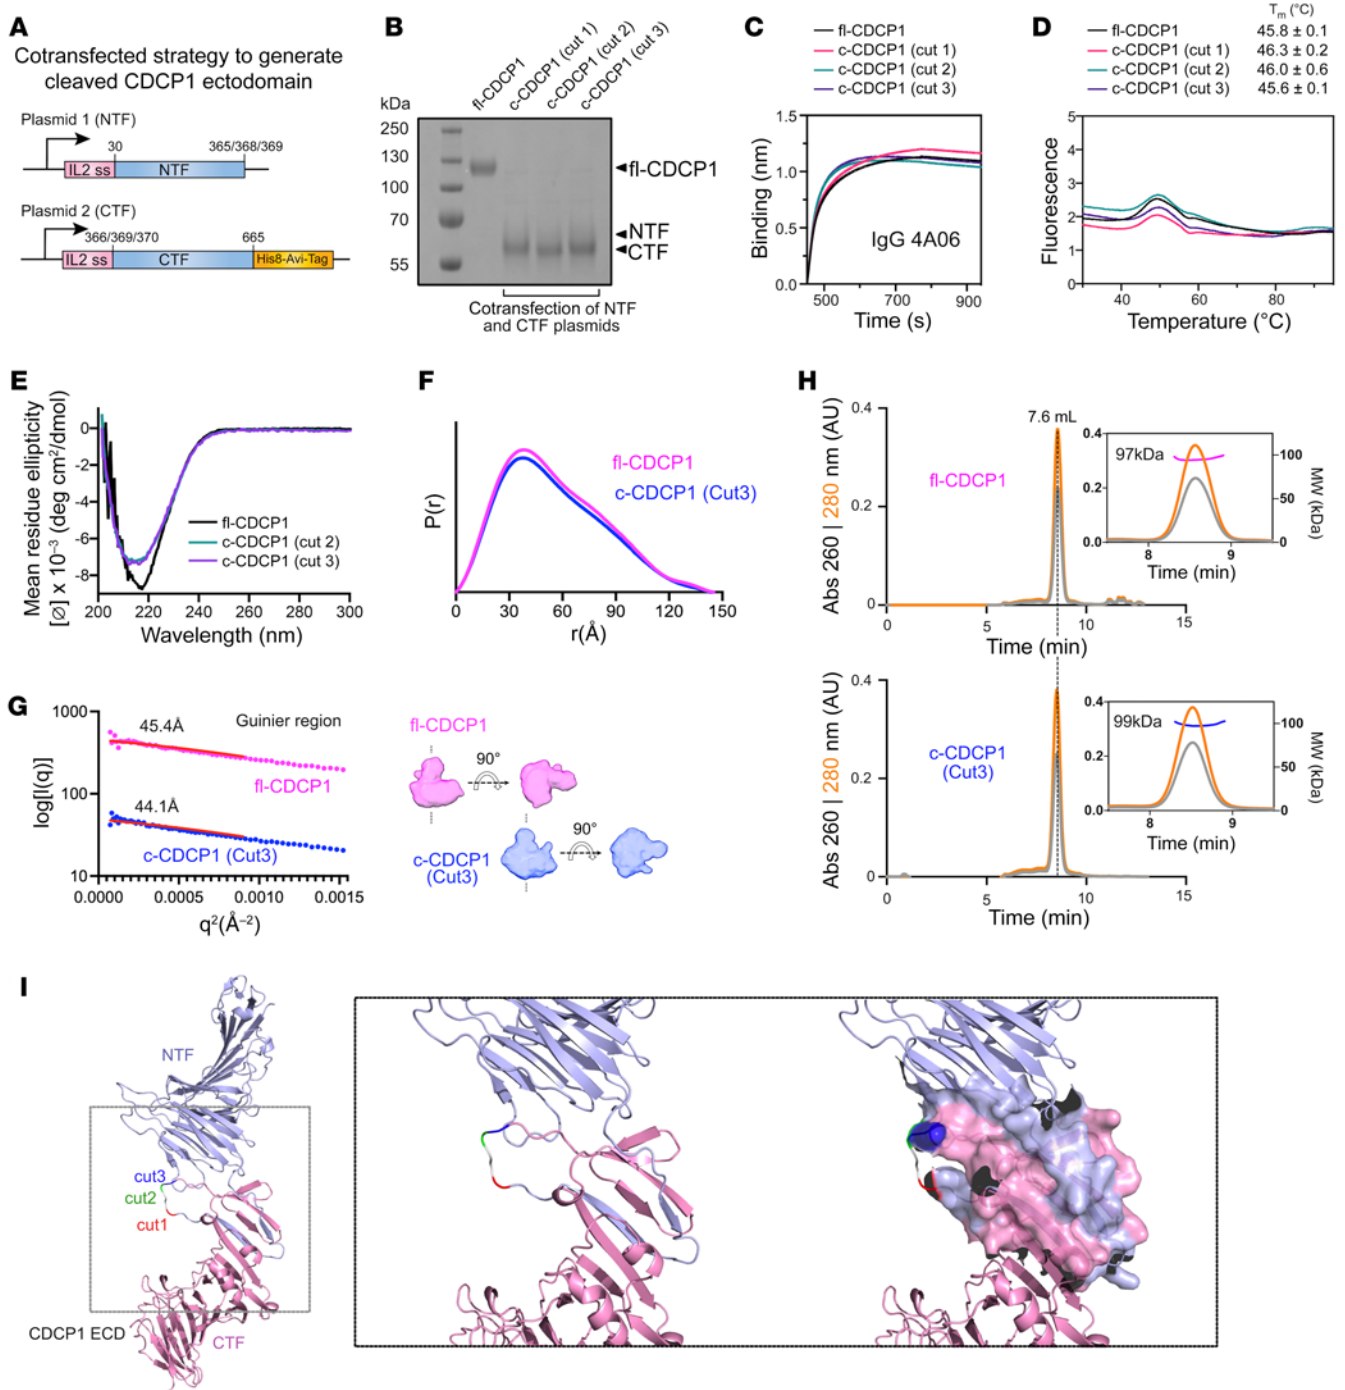 A
Cotransfected strategy to generate
cleaved CDCP1 ectodomain
Plasmid 1 (NTF)
30
365/368/369
IL2 ss
NTF
Plasmid 2 (CTF)
366/369/370
665
IL2 ss
CTF
His8-Avi-Tag
B
fl-CDCP1
c-CDCP1 (cut 1)
c-CDCP1 (cut 2)
c-CDCP1 (cut 3)
kDa
250
130
100
70
55
fl-CDCP1
NTF
CTF
Cotransfection of NTF
and CTF plasmids
C
fl-CDCP1
c-CDCP1 (cut 1)
c-CDCP1 (cut 2)
c-CDCP1 (cut 3)
Binding (nm)
1.5
1.0
0.5
0.0
IgG 4A06
500
700
900
Time (s)
D
Tm (°C)
fl-CDCP1
45.8 ± 0.1
c-CDCP1 (cut 1)
46.3 ± 0.2
c-CDCP1 (cut 2)
46.0 ± 0.6
c-CDCP1 (cut 3)
45.6 ± 0.1
Fluorescence
5
4
3
2
1
0
40
60
80
Temperature (°C)
E
Mean residue ellipticity
[∅] x 10⁻³ (deg cm²/dmol)
0
-2
-4
-6
-8
fl-CDCP1
c-CDCP1 (cut 2)
c-CDCP1 (cut 3)
200
220
240
260
280
300
Wavelength (nm)
F
P(r)
fl-CDCP1
c-CDCP1 (Cut3)
0
30
60
90
120
150
r(Å)
G
log[I(q)]
1000
100
10
45.4Å
Guinier region
fl-CDCP1
44.1Å
c-CDCP1 (Cut3)
0.0000
0.0005
0.0010
0.0015
q²(Å⁻²)
fl-CDCP1
90°
c-CDCP1
(Cut3)
90°
H
Abs 260 | 280 nm (AU)
0.4
0.2
0
7.6 mL
fl-CDCP1
0
5
10
15
Time (min)
0.4
0.2
0.0
97kDa
100
50
0
MW (kDa)
8
9
Time (min)
Abs 260 | 280 nm (AU)
0.4
0.2
0
c-CDCP1
(Cut3)
0
5
10
15
Time (min)
0.4
0.2
0.0
99kDa
100
50
0
MW (kDa)
8
9
Time (min)
I
NTF
cut3
cut2
cut1
CDCP1 ECD
CTF